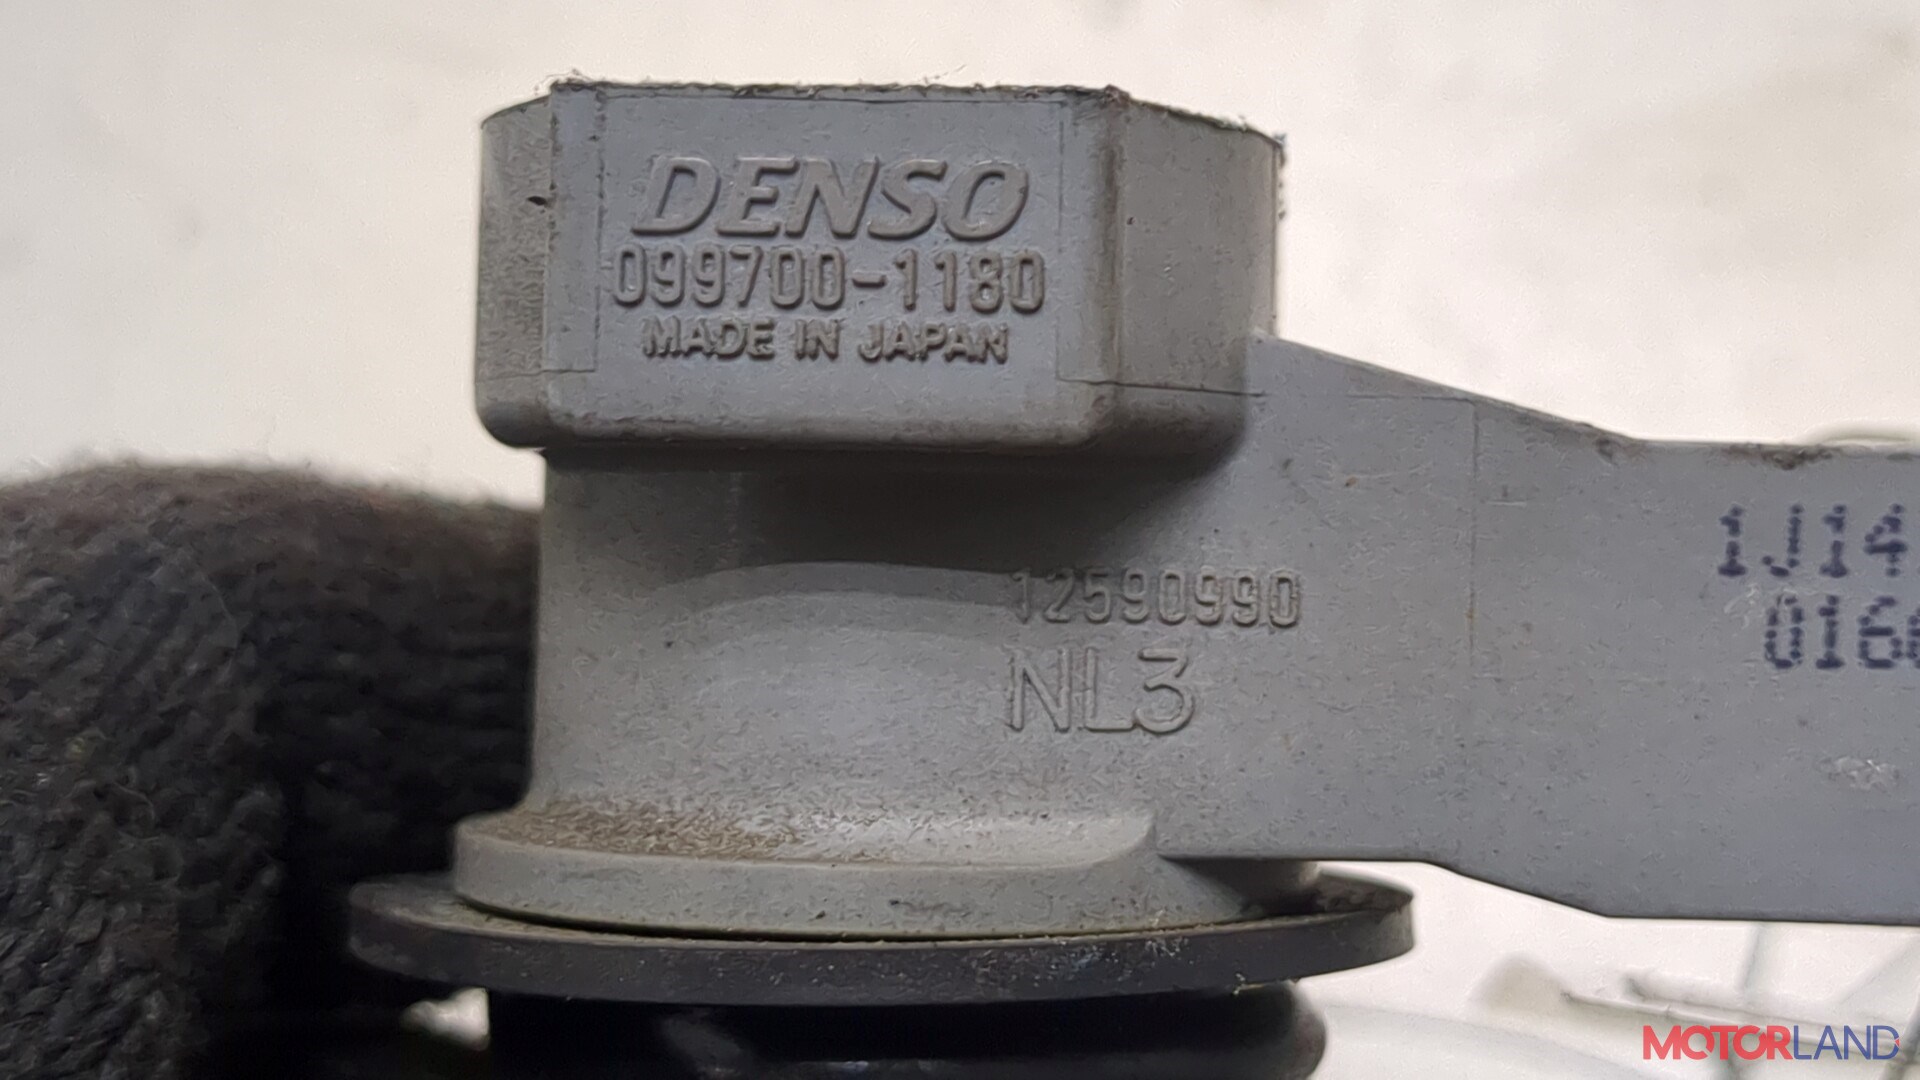 DENSO
099700-1180
MADE IN JAPAN
12590990
NL3
MOTORLAND